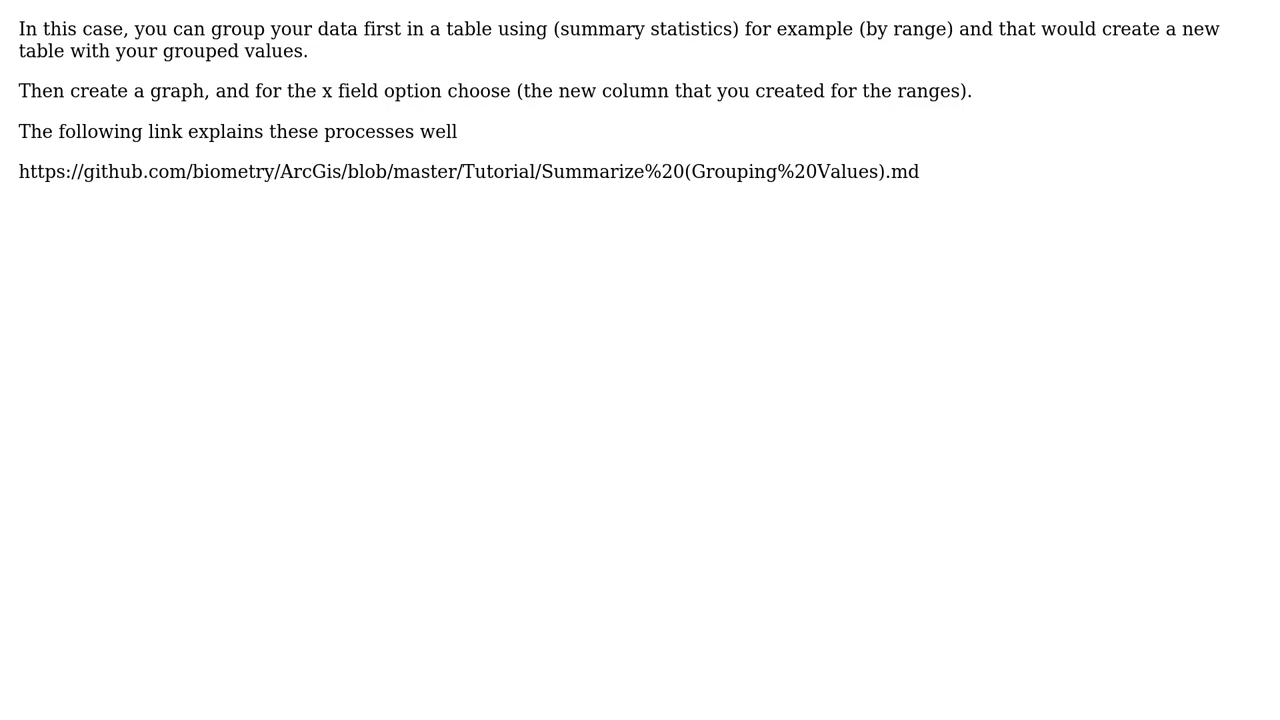 In this case, you can group your data first in a table using (summary statistics) for example (by range) and that would create a new
table with your grouped values.
Then create a graph, and for the x field option choose (the new column that you created for the ranges).
The following link explains these processes well
https://github.com/biometry/ArcGis/blob/master/Tutorial/Summarize%20(Grouping%20Values).md